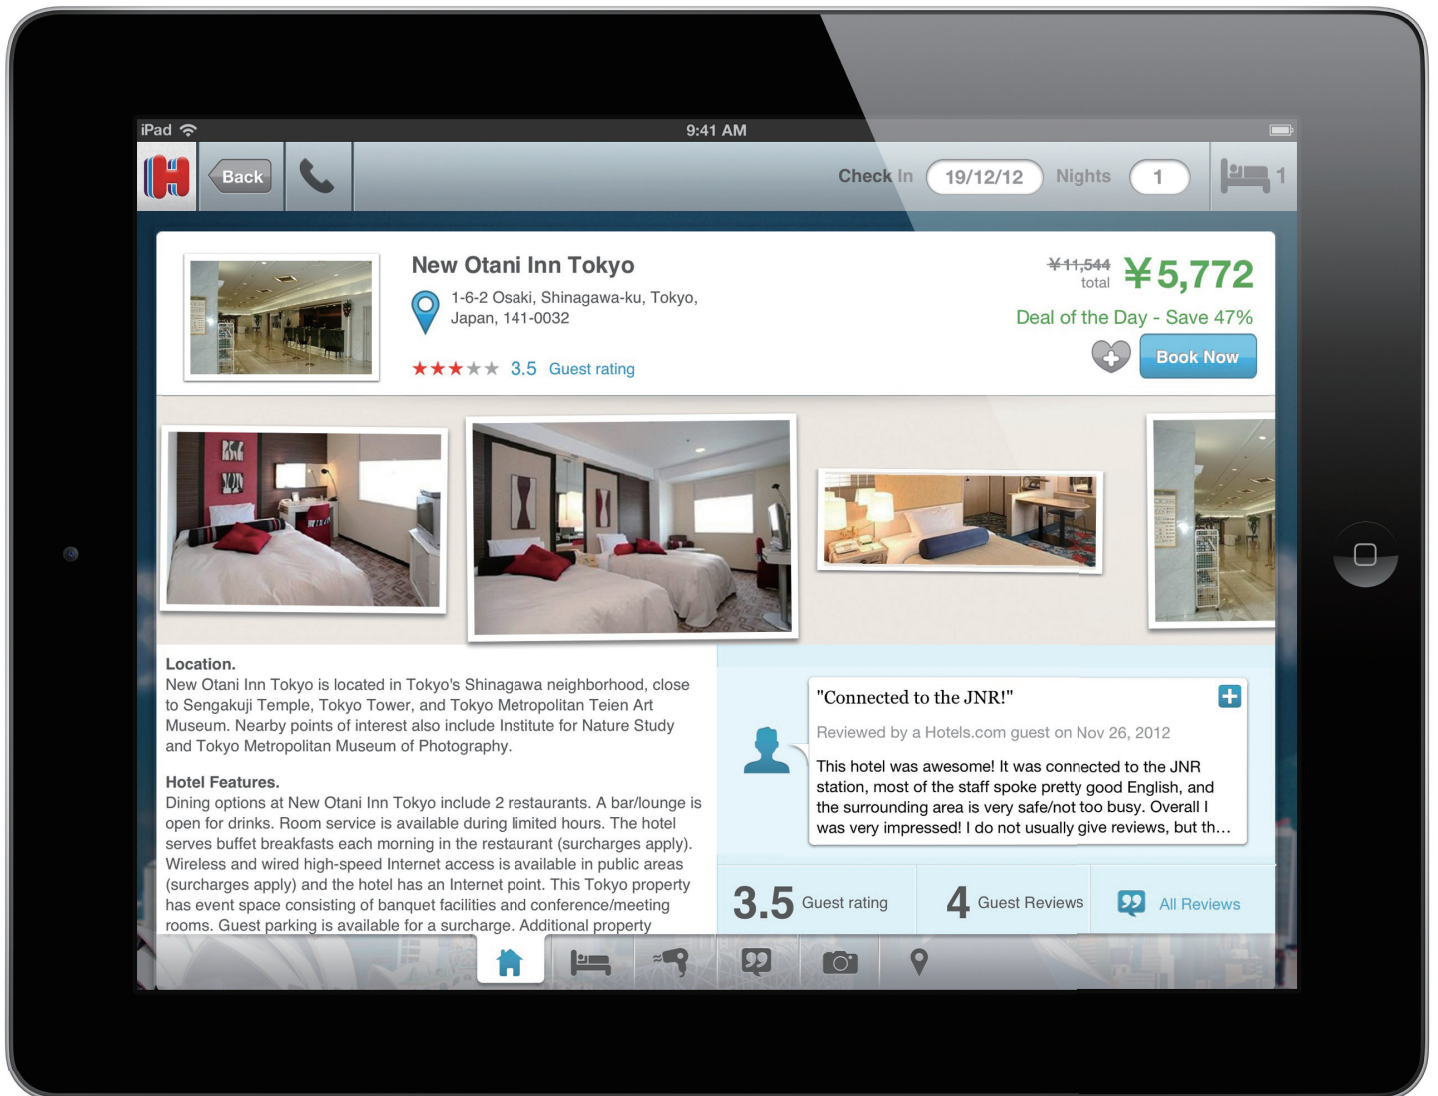 iPad
9:41 AM
H
Back
Check In
19/12/12
Nights
1
1
New Otani Inn Tokyo
1-6-2 Osaki, Shinagawa-ku, Tokyo,
Japan, 141-0032
3.5 Guest rating
¥11,544
total
¥5,772
Deal of the Day - Save 47%
Book Now
Location.
New Otani Inn Tokyo is located in Tokyo's Shinagawa neighborhood, close
to Sengakuji Temple, Tokyo Tower, and Tokyo Metropolitan Teien Art
Museum. Nearby points of interest also include Institute for Nature Study
and Tokyo Metropolitan Museum of Photography.
Hotel Features.
Dining options at New Otani Inn Tokyo include 2 restaurants. A bar/lounge is
open for drinks. Room service is available during limited hours. The hotel
serves buffet breakfasts each morning in the restaurant (surcharges apply).
Wireless and wired high-speed Internet access is available in public areas
(surcharges apply) and the hotel has an Internet point. This Tokyo property
has event space consisting of banquet facilities and conference/meeting
rooms. Guest parking is available for a surcharge. Additional property
"Connected to the JNR!"
Reviewed by a Hotels.com guest on Nov 26, 2012
This hotel was awesome! It was connected to the JNR
station, most of the staff spoke pretty good English, and
the surrounding area is very safe/not too busy. Overall I
was very impressed! I do not usually give reviews, but th...
3.5 Guest rating
4 Guest Reviews
All Reviews